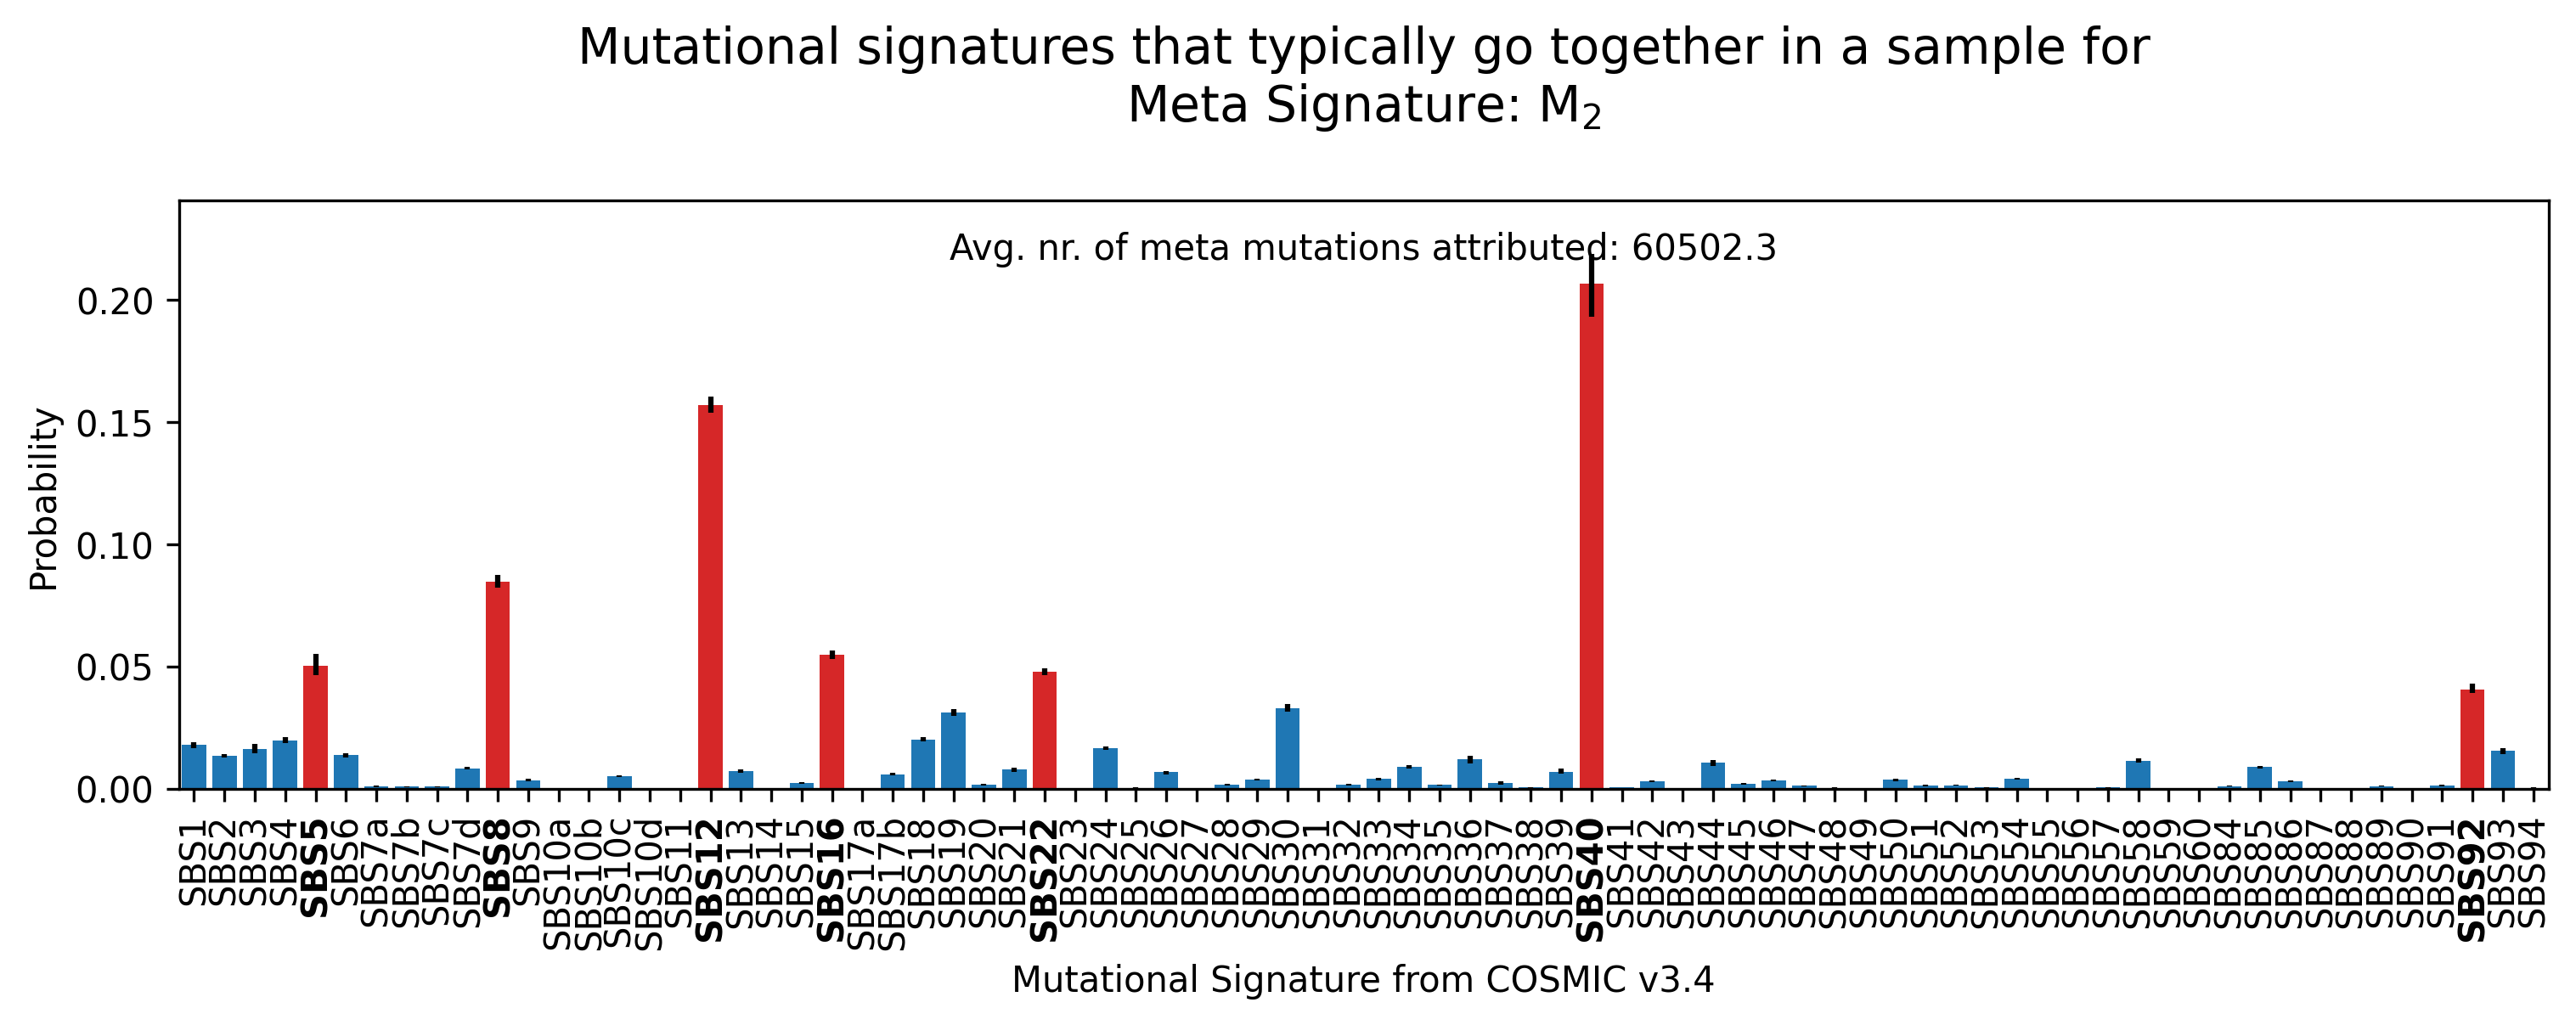 Mutational signatures that typically go together in a sample for
Meta Signature: M₂
Avg. nr. of meta mutations attributed: 60502.3
Probability
0.20
0.15
0.10
0.05
0.00
SBS1
SBS2
SBS3
SBS4
SBS5
SBS6
SBS7a
SBS7b
SBS7c
SBS7d
SBS8
SBS9
SBS10a
SBS10b
SBS10c
SBS10d
SBS11
SBS12
SBS13
SBS14
SBS15
SBS16
SBS17a
SBS17b
SBS18
SBS19
SBS20
SBS21
SBS22
SBS23
SBS24
SBS25
SBS26
SBS27
SBS28
SBS29
SBS30
SBS31
SBS32
SBS33
SBS34
SBS35
SBS36
SBS37
SBS38
SBS39
SBS40
SBS41
SBS42
SBS43
SBS44
SBS45
SBS46
SBS47
SBS48
SBS49
SBS50
SBS51
SBS52
SBS53
SBS54
SBS55
SBS56
SBS57
SBS58
SBS59
SBS60
SBS84
SBS85
SBS86
SBS87
SBS88
SBS89
SBS90
SBS91
SBS92
SBS93
SBS94
Mutational Signature from COSMIC v3.4